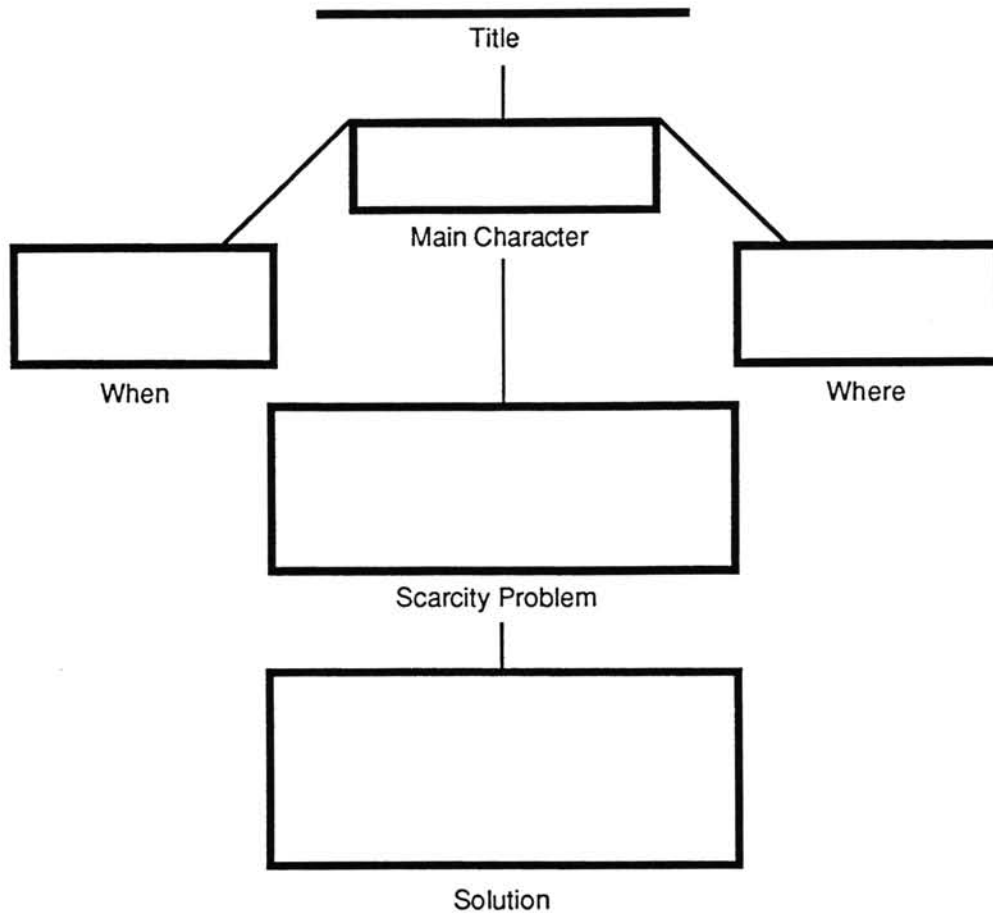 Title
Main Character
When
Where
Scarcity Problem
Solution